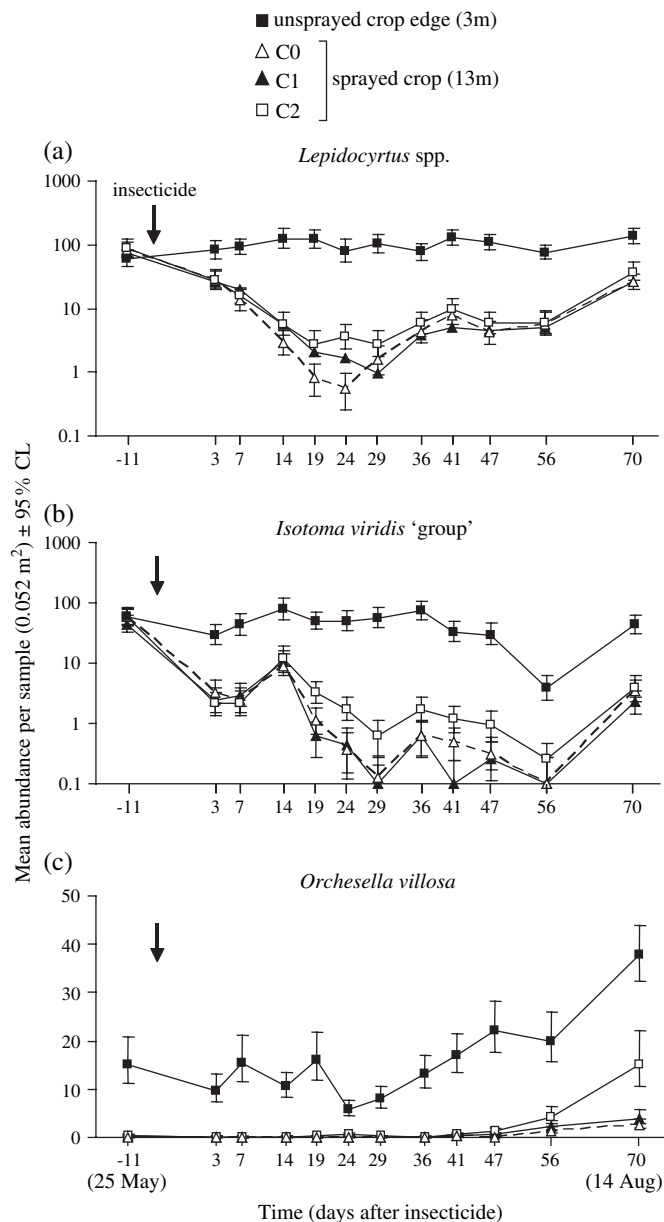 unsprayed crop edge (3m)
C0
C1 sprayed crop (13m)
C2
(a) Lepidocyrtus spp.
1000
insecticide
100
10
1
0.1
-11 3 7 14 19 24 29 36 41 47 56 70
(b) Isotoma viridis ‘group’
1000
100
10
1
0.1
-11 3 7 14 19 24 29 36 41 47 56 70
Mean abundance per sample (0.052 m²) ± 95% CL
(c) Orchesella villosa
50
40
30
20
10
0
-11 3 7 14 19 24 29 36 41 47 56 70
(25 May) (14 Aug)
Time (days after insecticide)